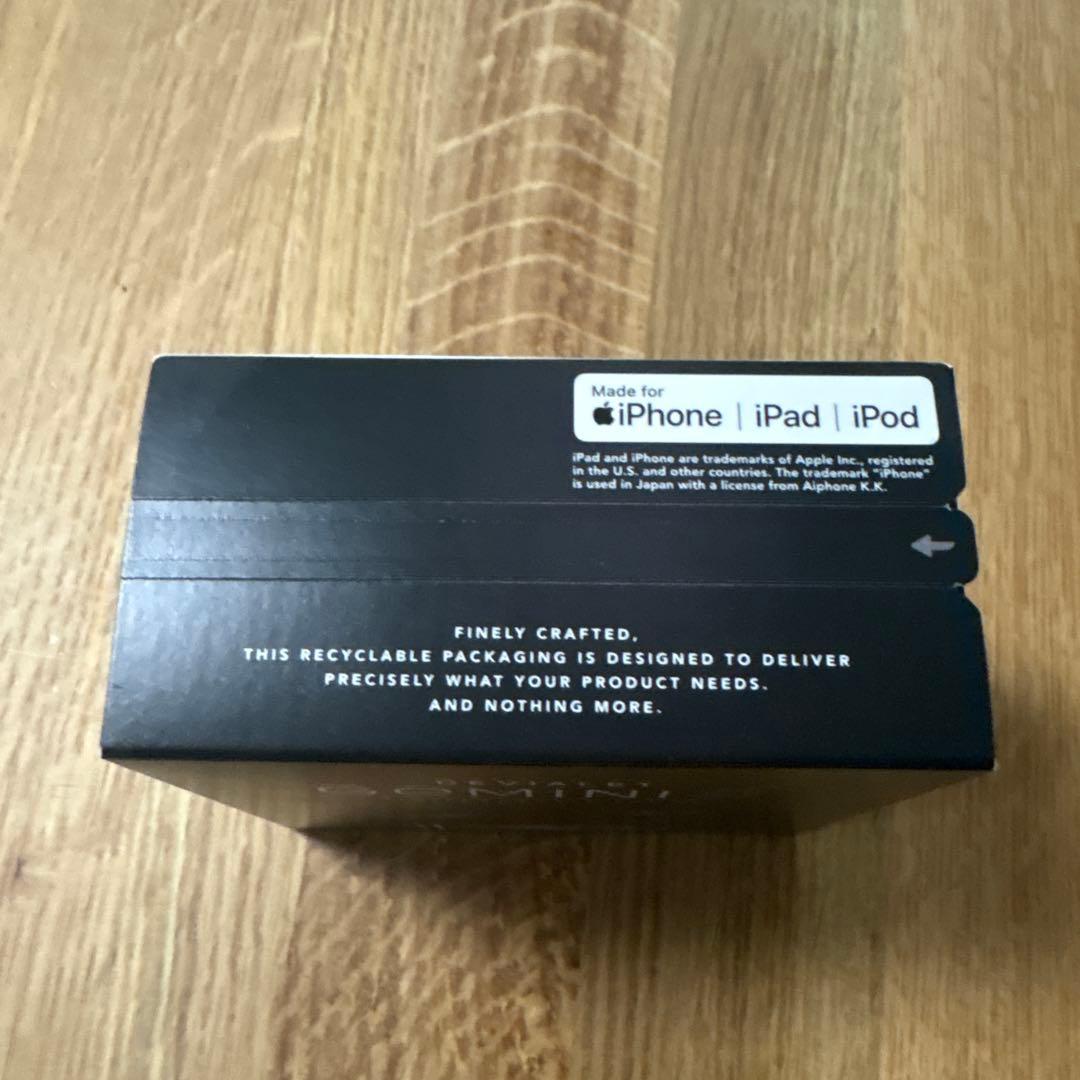 Made for
iPhone | iPad | iPod
iPad and iPhone are trademarks of Apple Inc., registered
in the U.S. and other countries. The trademark "iPhone"
is used in Japan with a license from Aiphone K.K.
FINELY CRAFTED,
THIS RECYCLABLE PACKAGING IS DESIGNED TO DELIVER
PRECISELY WHAT YOUR PRODUCT NEEDS.
AND NOTHING MORE.
DEVIALET